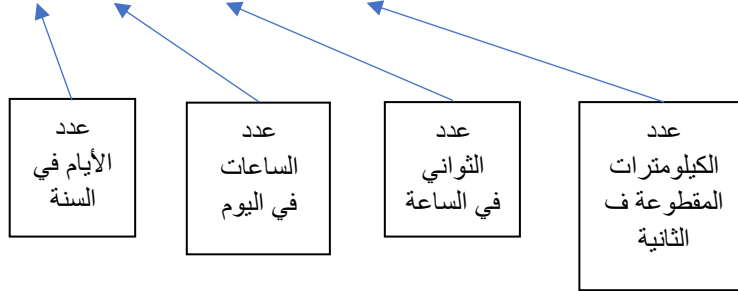 عدد
الأيام في
السنة
عدد
الساعات
في اليوم
عدد
الثواني
في الساعة
عدد
الكيلومترات
المقطوعة ف
الثانية